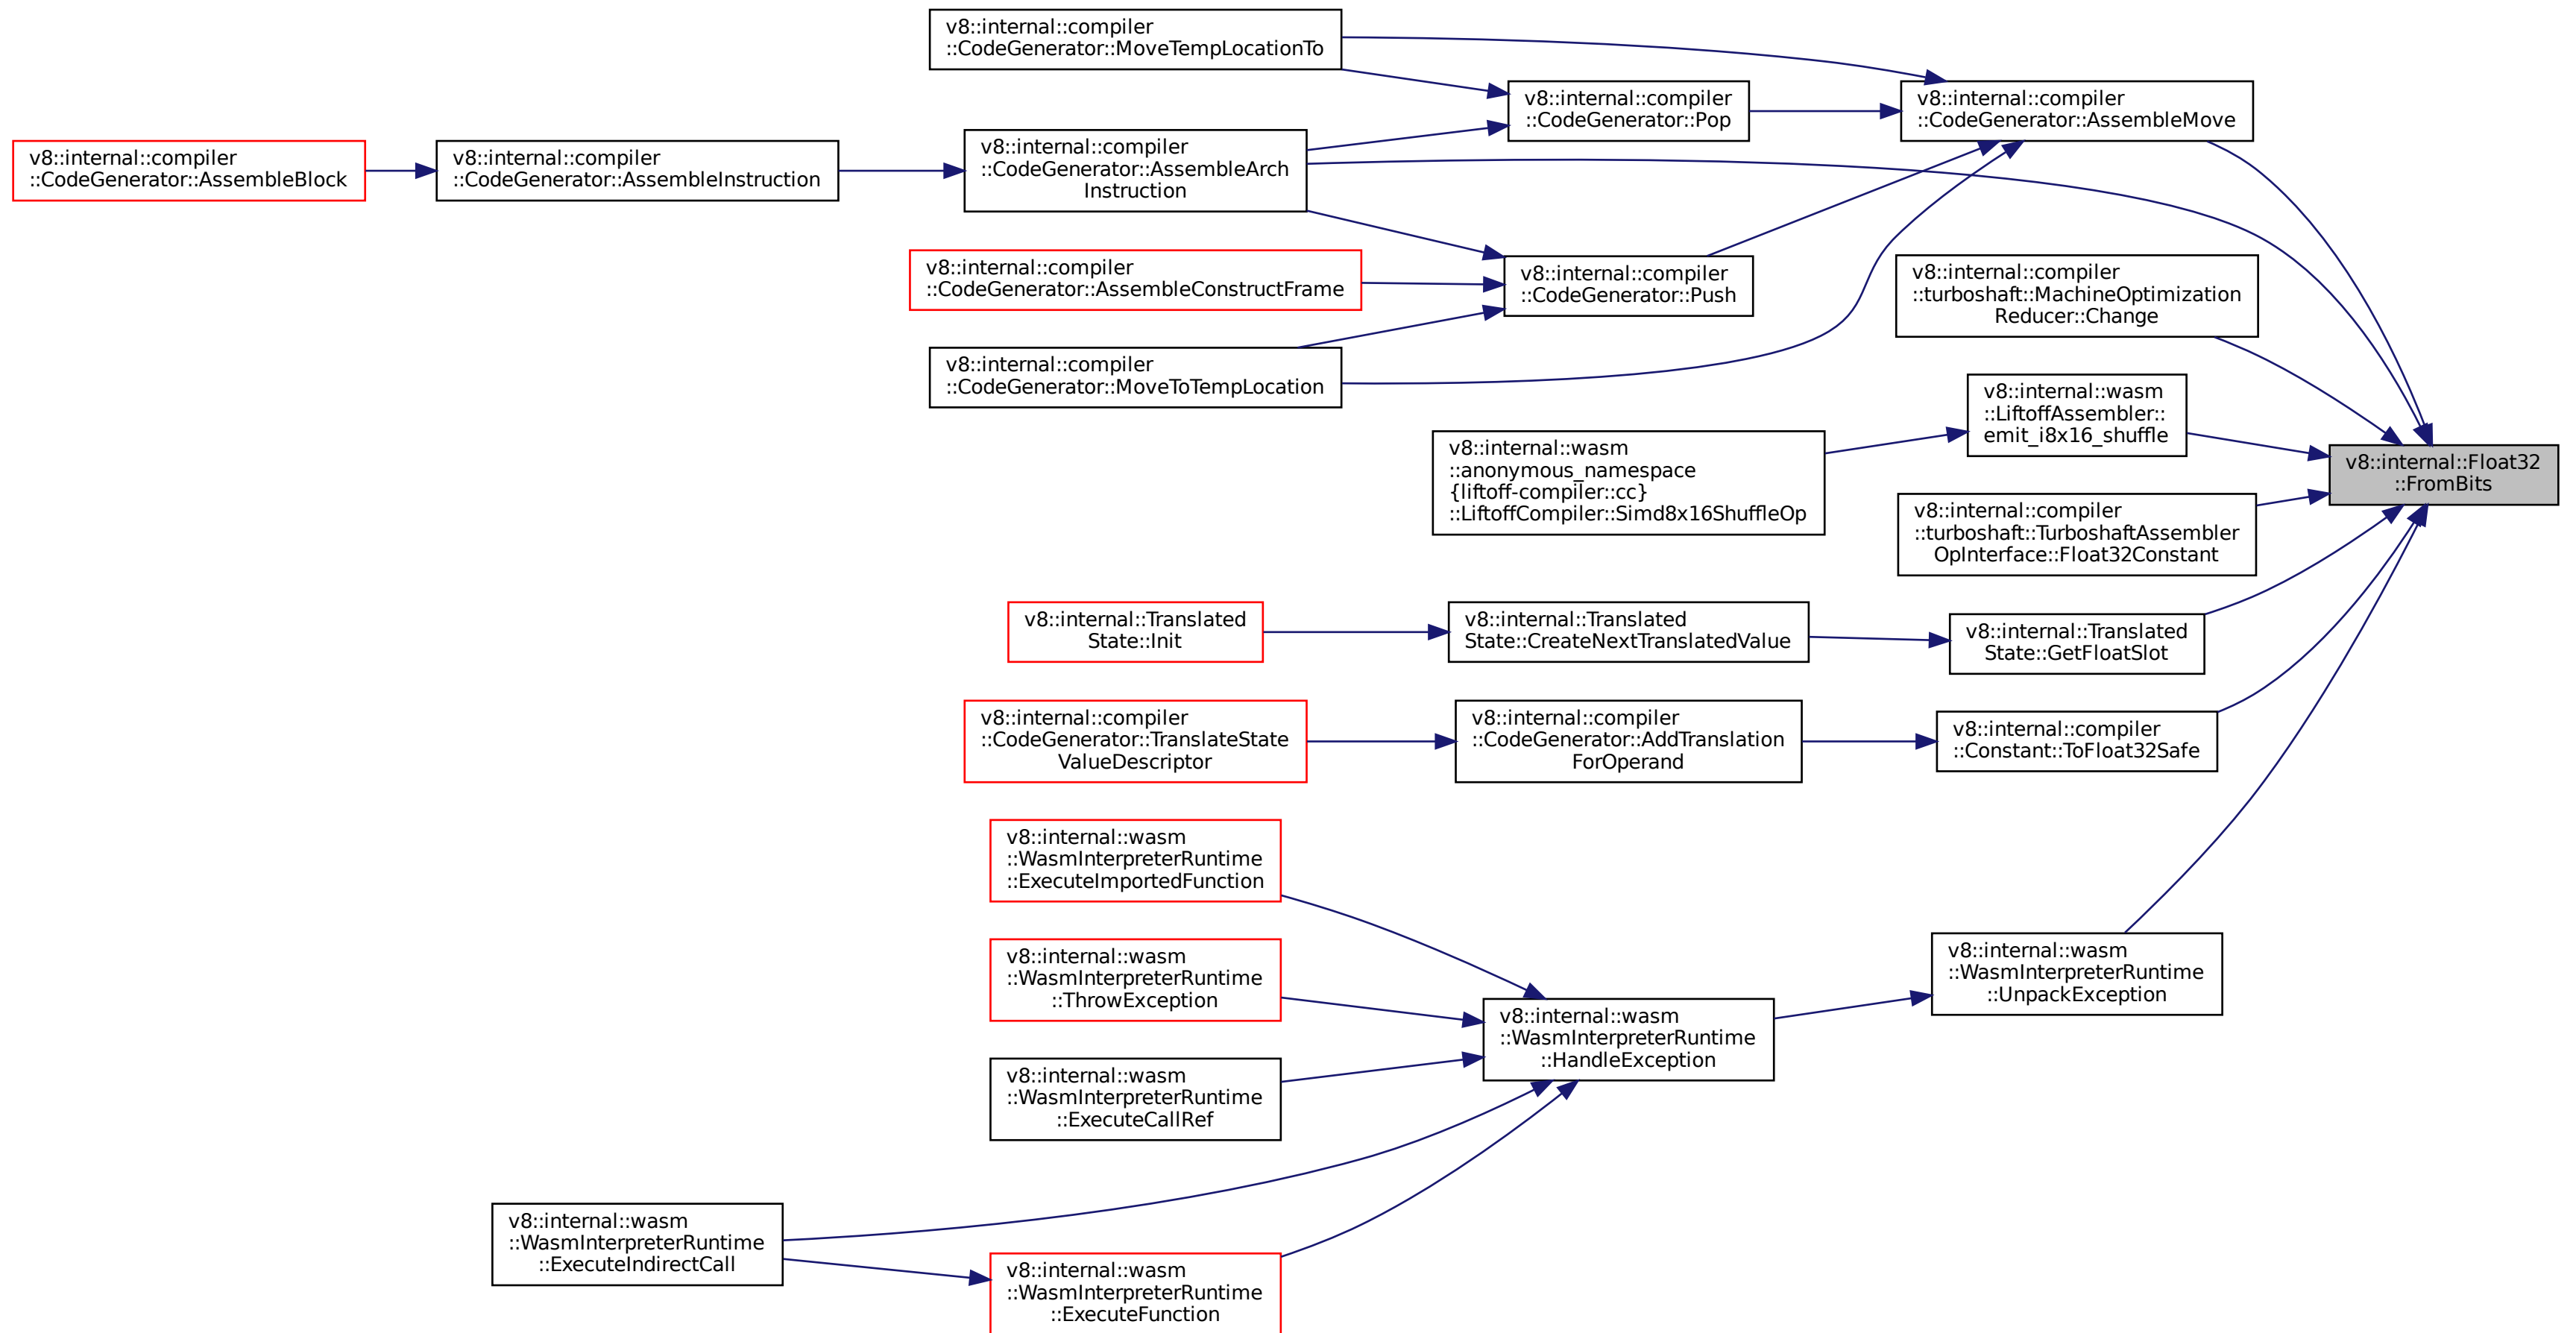 v8::internal::compiler
::CodeGenerator::MoveTempLocationTo
v8::internal::compiler
::CodeGenerator::Pop
v8::internal::compiler
::CodeGenerator::AssembleMove
v8::internal::compiler
::CodeGenerator::AssembleBlock
v8::internal::compiler
::CodeGenerator::AssembleInstruction
v8::internal::compiler
::CodeGenerator::AssembleArch
Instruction
v8::internal::compiler
::CodeGenerator::AssembleConstructFrame
v8::internal::compiler
::CodeGenerator::Push
v8::internal::compiler
::turboshaft::MachineOptimization
Reducer::Change
v8::internal::compiler
::CodeGenerator::MoveToTempLocation
v8::internal::wasm
::LiftoffAssembler::
emit_i8x16_shuffle
v8::internal::wasm
::anonymous_namespace
{liftoff-compiler::cc}
::LiftoffCompiler::Simd8x16ShuffleOp
v8::internal::Float32
::FromBits
v8::internal::compiler
::turboshaft::TurboshaftAssembler
OpInterface::Float32Constant
v8::internal::Translated
State::Init
v8::internal::Translated
State::CreateNextTranslatedValue
v8::internal::Translated
State::GetFloatSlot
v8::internal::compiler
::CodeGenerator::TranslateState
ValueDescriptor
v8::internal::compiler
::CodeGenerator::AddTranslation
ForOperand
v8::internal::compiler
::Constant::ToFloat32Safe
v8::internal::wasm
::WasmInterpreterRuntime
::ExecuteImportedFunction
v8::internal::wasm
::WasmInterpreterRuntime
::ThrowException
v8::internal::wasm
::WasmInterpreterRuntime
::UnpackException
v8::internal::wasm
::WasmInterpreterRuntime
::HandleException
v8::internal::wasm
::WasmInterpreterRuntime
::ExecuteCallRef
v8::internal::wasm
::WasmInterpreterRuntime
::ExecuteIndirectCall
v8::internal::wasm
::WasmInterpreterRuntime
::ExecuteFunction